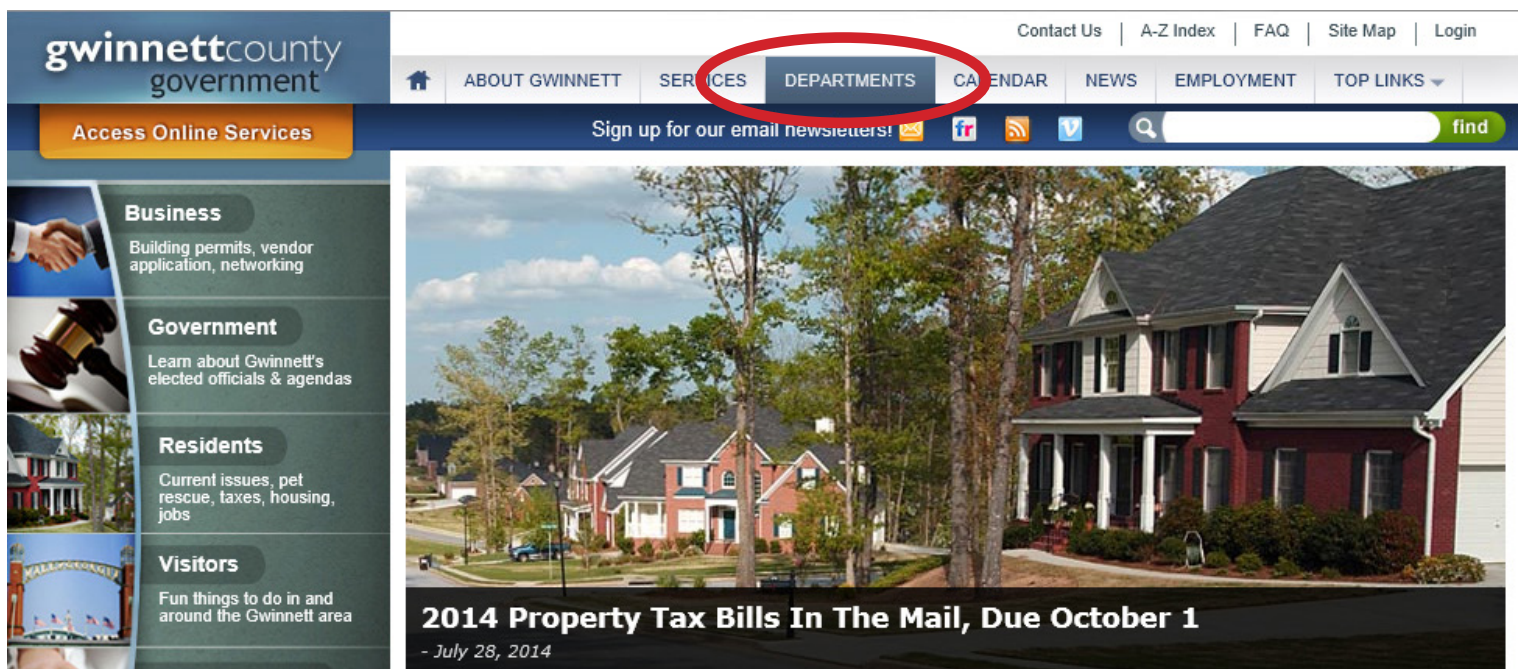 gwinnettcounty
government
Contact Us | A-Z Index | FAQ | Site Map | Login
ABOUT GWINNETT SERVICES DEPARTMENTS CALENDAR NEWS EMPLOYMENT TOP LINKS
Access Online Services
Sign up for our email newsletters! fr find
Business
Building permits, vendor
application, networking
Government
Learn about Gwinnett's
elected officials & agendas
Residents
Current issues, pet
rescue, taxes, housing,
jobs
Visitors
Fun things to do in and
around the Gwinnett area
2014 Property Tax Bills In The Mail, Due October 1
- July 28, 2014